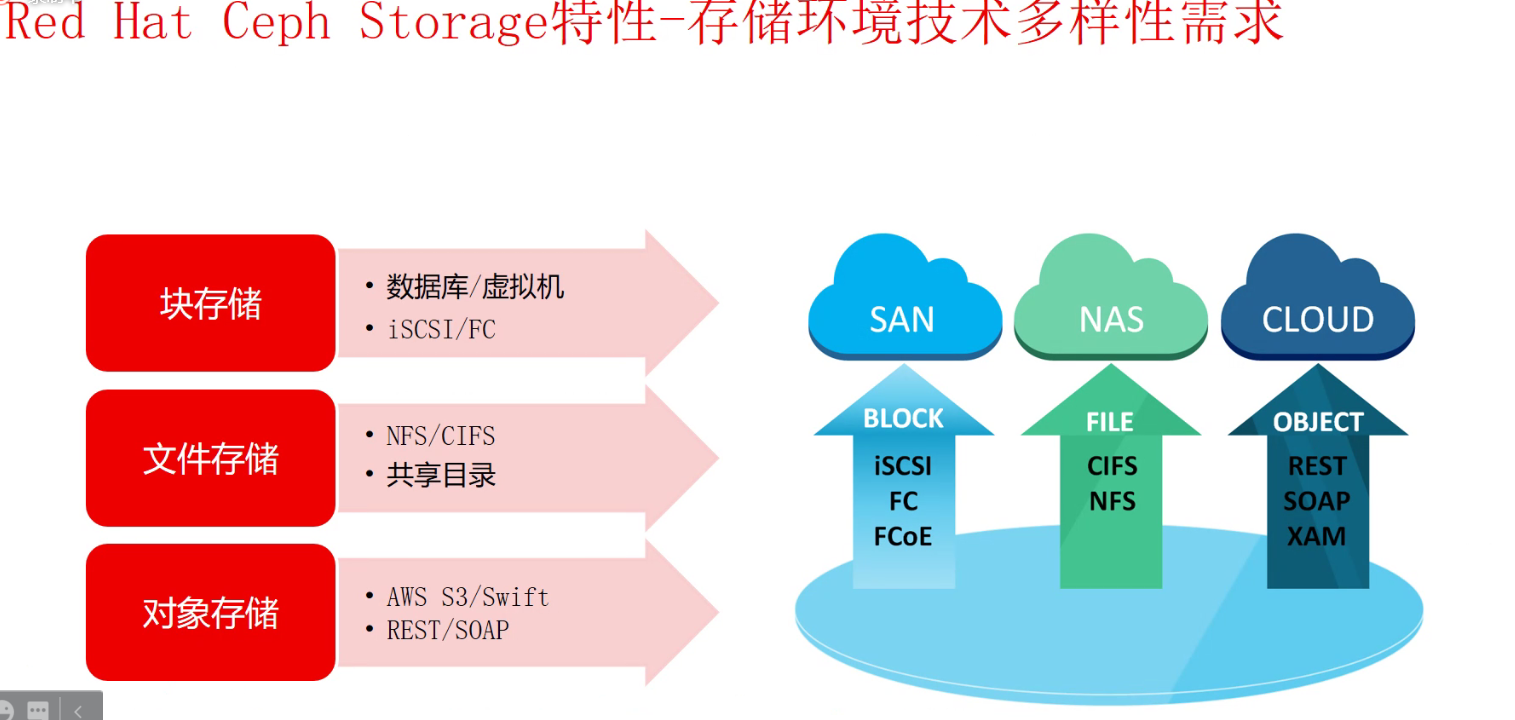 Red Hat Ceph Storage特性-存储环境技术多样性需求
块存储
• 数据库/虚拟机
• iSCSI/FC
文件存储
• NFS/CIFS
• 共享目录
对象存储
• AWS S3/Swift
• REST/SOAP
SAN
NAS
CLOUD
BLOCK
iSCSI
FC
FCoE
FILE
CIFS
NFS
OBJECT
REST
SOAP
XAM